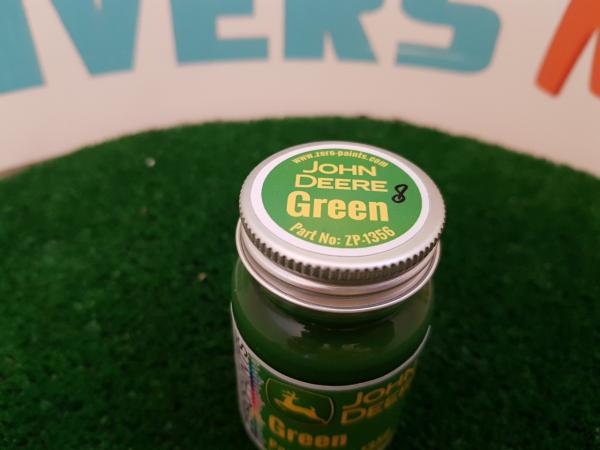 IVERS
www.zero-paints.com
JOHN
DEERE
Green
8
Part No: ZP-1356
JOHN
DEERE
Green